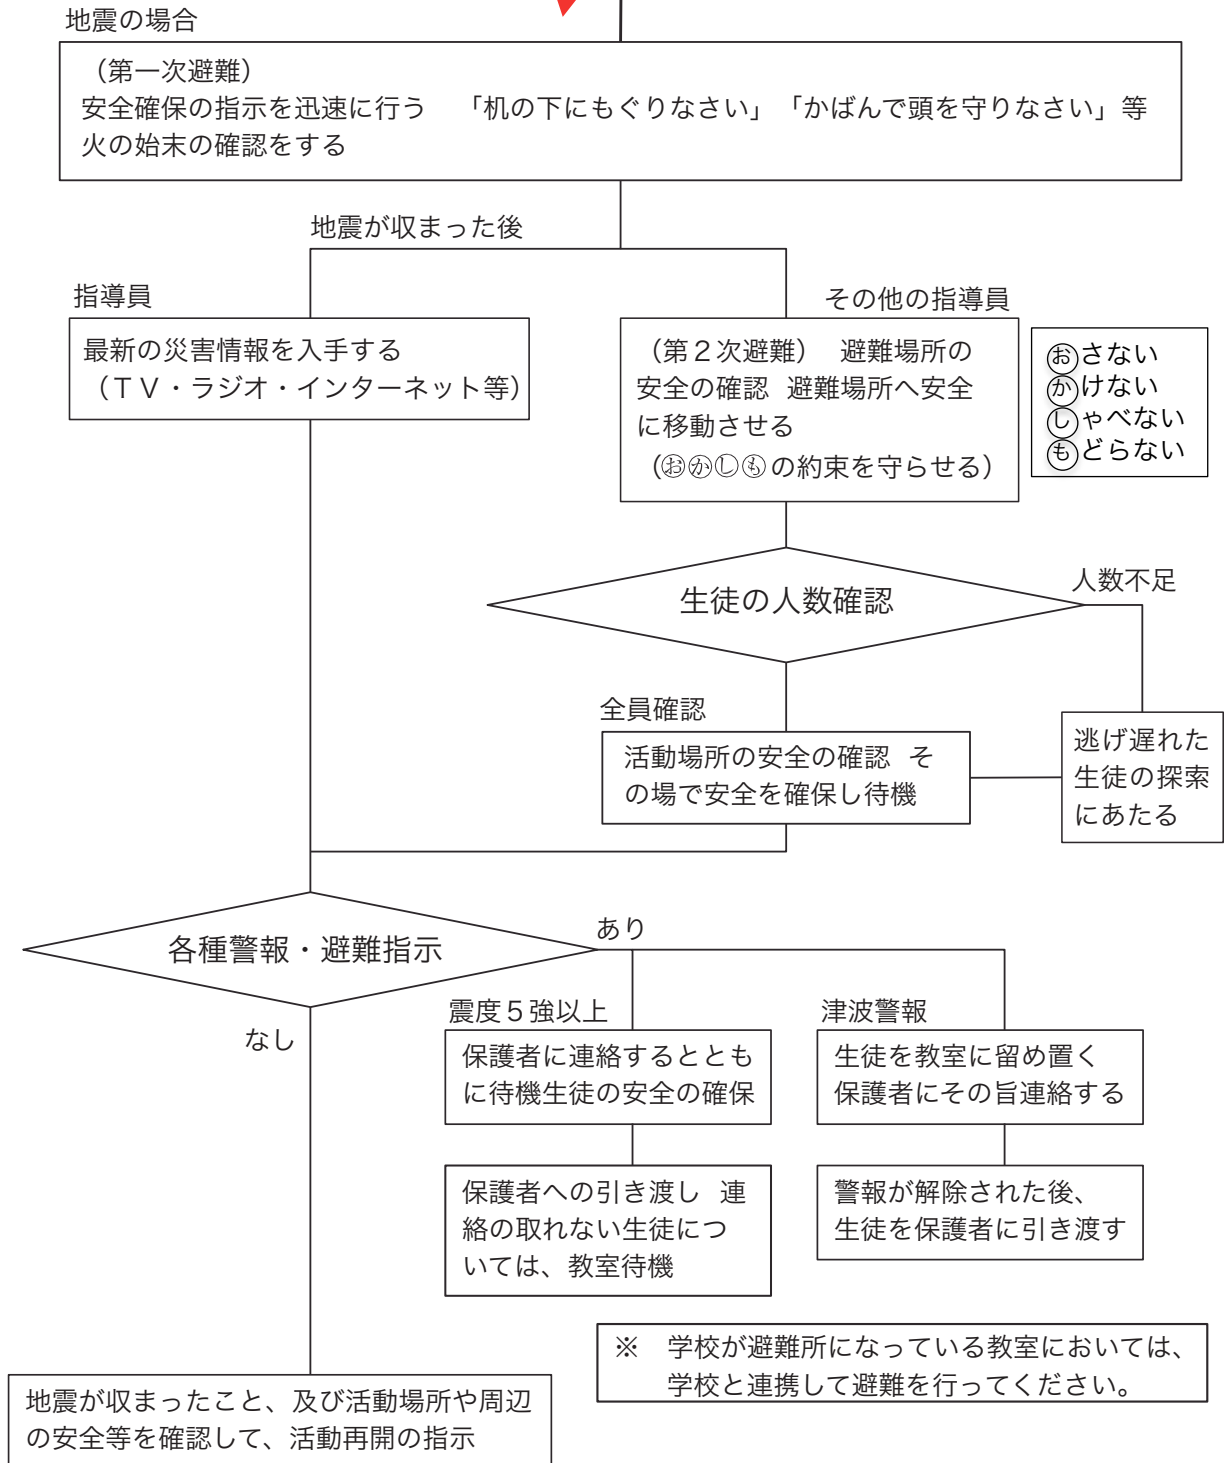 地震の場合
（第一次避難）
安全確保の指示を迅速に行う　「机の下にもぐりなさい」「かばんで頭を守りなさい」等
火の始末の確認をする
地震が収まった後
指導員
最新の災害情報を入手する
（ＴＶ・ラジオ・インターネット等）
その他の指導員
（第２次避難）　避難場所の
安全の確認　避難場所へ安全
に移動させる
（㋔㋕㋛㋲の約束を守らせる）
おさない
かけない
しゃべない
もどらない
生徒の人数確認
人数不足
全員確認
活動場所の安全の確認　そ
の場で安全を確保し待機
逃げ遅れた
生徒の探索
にあたる
各種警報・避難指示
あり
なし
震度５強以上
保護者に連絡するととも
に待機生徒の安全の確保
保護者への引き渡し　連
絡の取れない生徒につ
いては、教室待機
津波警報
生徒を教室に留め置く
保護者にその旨連絡する
警報が解除された後、
生徒を保護者に引き渡す
※　学校が避難所になっている教室においては、
学校と連携して避難を行ってください。
地震が収まったこと、及び活動場所や周辺
の安全等を確認して、活動再開の指示